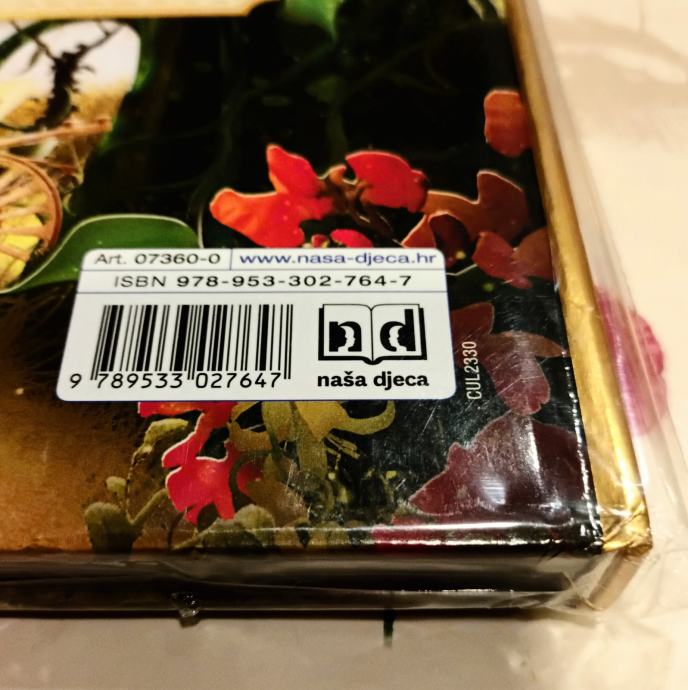 Art. 07360-0 www.nasa-djeca.hr
ISBN 978-953-302-764-7
nd
9 789533 027647
naša djeca
CUL2330